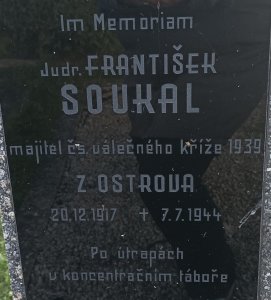 Im Memoriam
Judr. FRANTIŠEK
SOUKAL
majitel čs. válečného kříže 1939
Z OSTROVA
20.12.1917 † 7.7.1944
Po útrapách
v koncentračním táboře